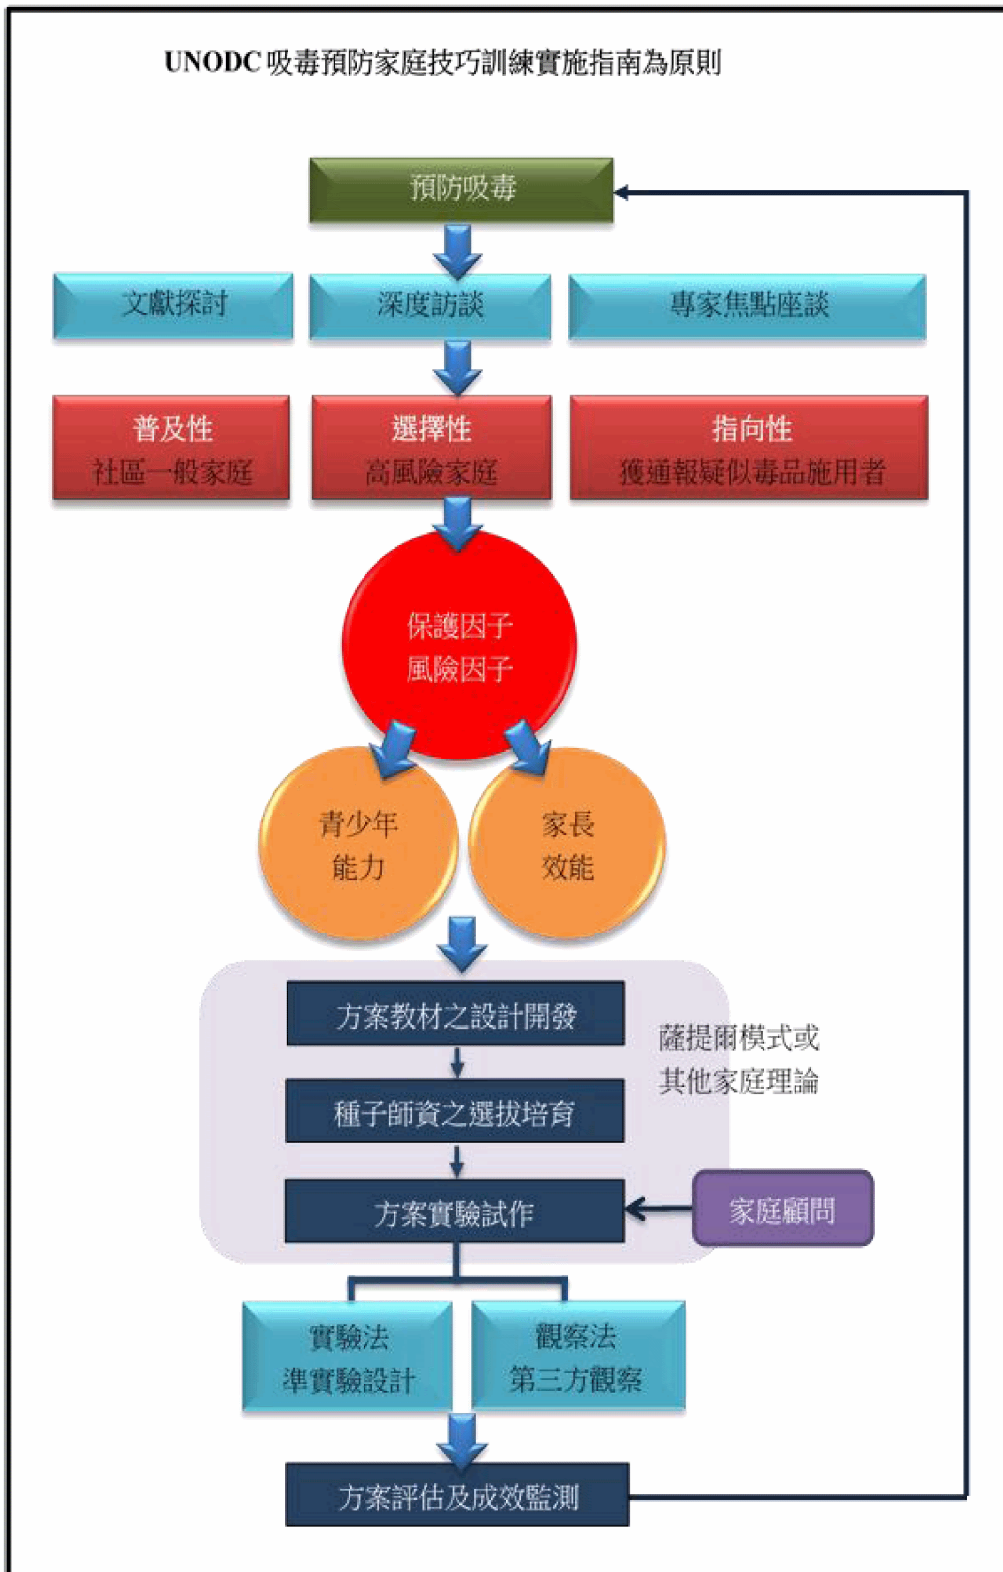 UNODC 吸毒預防家庭技巧訓練實施指南為原則
預防吸毒
文獻探討
深度訪談
專家焦點座談
普及性
社區一般家庭
選擇性
高風險家庭
指向性
獲通報疑似毒品施用者
保護因子
風險因子
青少年
能力
家長
效能
方案教材之設計開發
薩提爾模式或
其他家庭理論
種子師資之選拔培育
方案實驗試作
家庭顧問
實驗法
準實驗設計
觀察法
第三方觀察
方案評估及成效監測